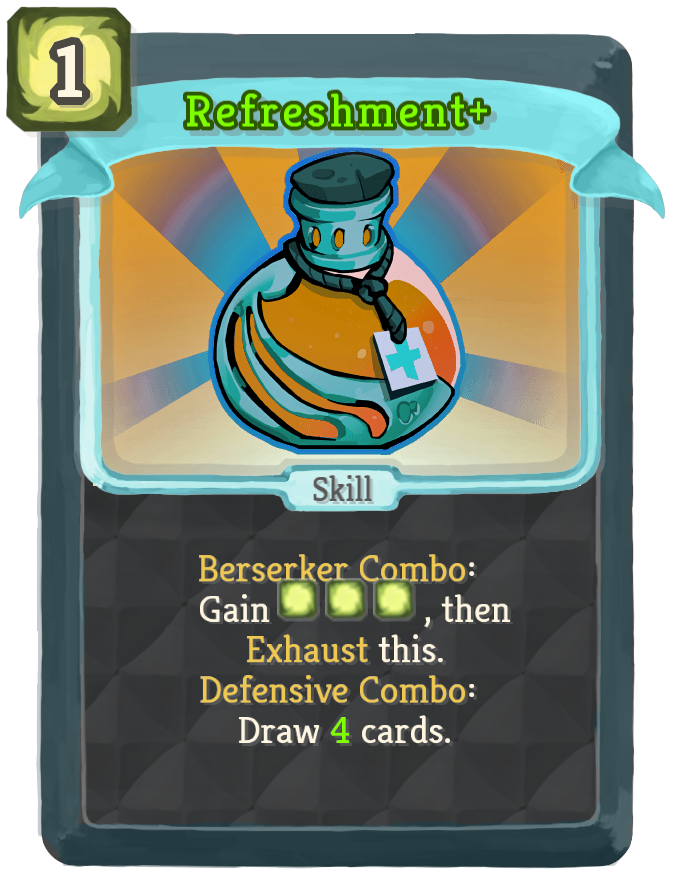 1
Refreshment+
Skill
Berserker Combo:
Gain , then
Exhaust this.
Defensive Combo:
Draw 4 cards.